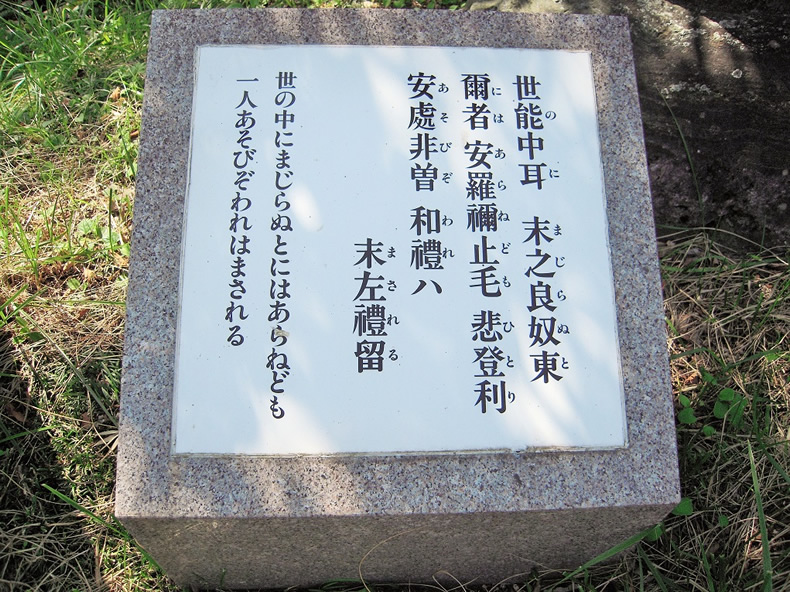 世能中耳　末之良奴東
爾者 安羅禰止毛 悲登利
安處非曽 和禮ハ
末左禮留
世の中にまじらぬとにはあらねども
一人あそびぞわれはまされる